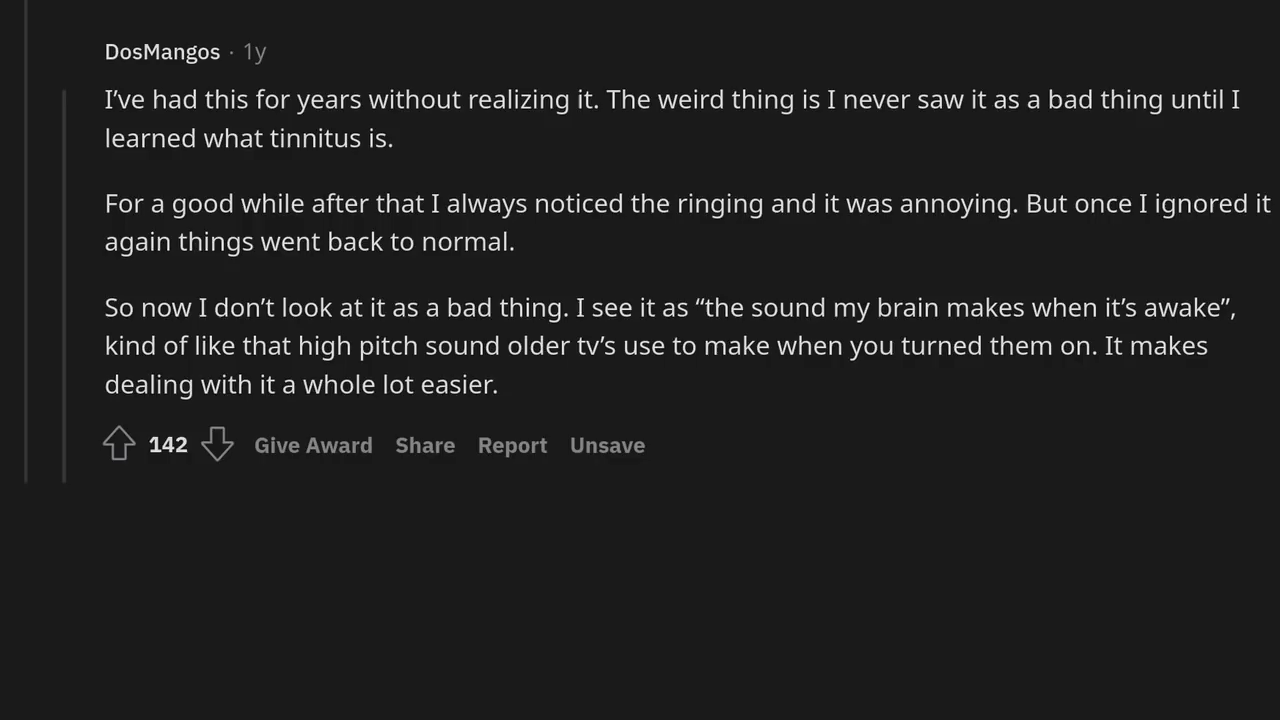 DosMangos · 1y
I’ve had this for years without realizing it. The weird thing is I never saw it as a bad thing until I
learned what tinnitus is.
For a good while after that I always noticed the ringing and it was annoying. But once I ignored it
again things went back to normal.
So now I don’t look at it as a bad thing. I see it as “the sound my brain makes when it’s awake”,
kind of like that high pitch sound older tv’s use to make when you turned them on. It makes
dealing with it a whole lot easier.
142 Give Award Share Report Unsave